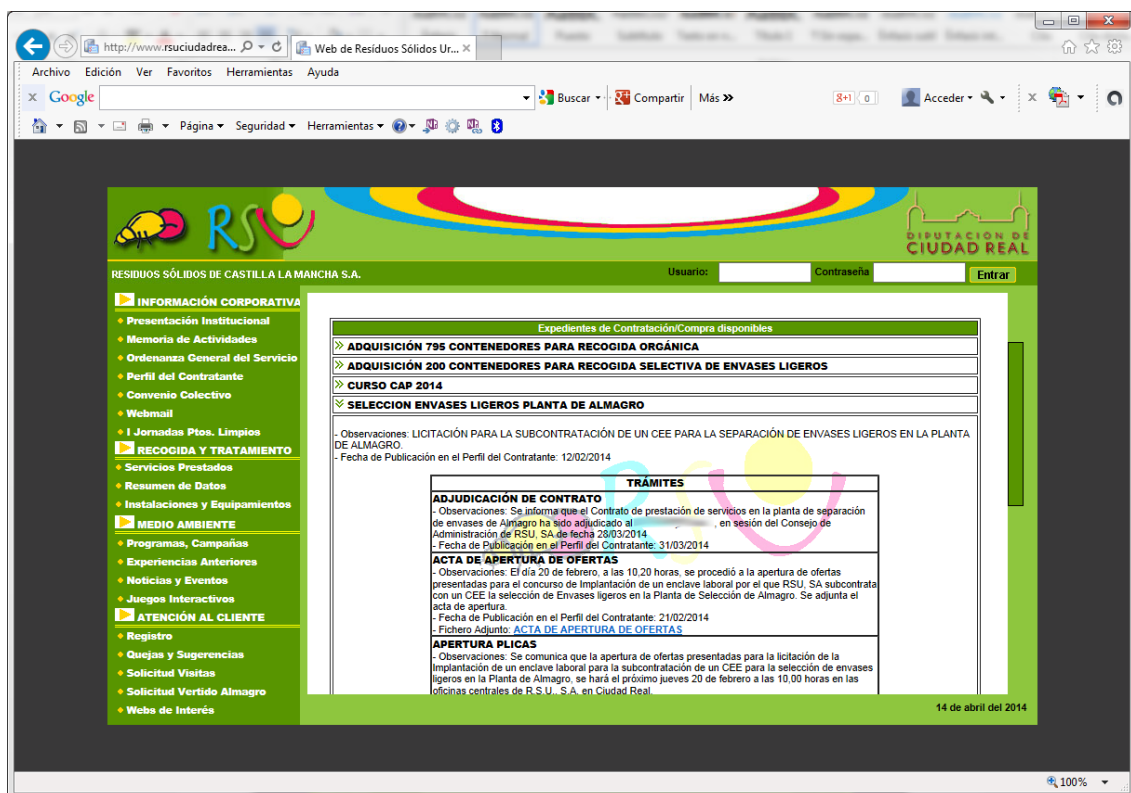 http://www.rsuciudadrea...
Web de Resíduos Sólidos Ur...
Archivo Edición Ver Favoritos Herramientas Ayuda
x Google Buscar Compartir Más >> 8+1 0 Acceder x
Página Seguridad Herramientas
RSU
DIPUTACIÓN DE
CIUDAD REAL
RESIDUOS SÓLIDOS DE CASTILLA LA MANCHA S.A.
Usuario: Contraseña Entrar
INFORMACIÓN CORPORATIVA
Presentación Institucional
Memoria de Actividades
Ordenanza General del Servicio
Perfil del Contratante
Convenio Colectivo
Webmail
I Jornadas Ptos. Limpios
RECOGIDA Y TRATAMIENTO
Servicios Prestados
Resumen de Datos
Instalaciones y Equipamientos
MEDIO AMBIENTE
Programas, Campañas
Experiencias Anteriores
Noticias y Eventos
Juegos Interactivos
ATENCIÓN AL CLIENTE
Registro
Quejas y Sugerencias
Solicitud Visitas
Solicitud Vertido Almagro
Webs de Interés
Expedientes de Contratación/Compra disponibles
ADQUISICIÓN 795 CONTENEDORES PARA RECOGIDA ORGÁNICA
ADQUISICIÓN 200 CONTENEDORES PARA RECOGIDA SELECTIVA DE ENVASES LIGEROS
CURSO CAP 2014
SELECCION ENVASES LIGEROS PLANTA DE ALMAGRO
- Observaciones: LICITACIÓN PARA LA SUBCONTRATACIÓN DE UN CEE PARA LA SEPARACIÓN DE ENVASES LIGEROS EN LA PLANTA
DE ALMAGRO.
- Fecha de Publicación en el Perfil del Contratante: 12/02/2014
TRÁMITES
ADJUDICACIÓN DE CONTRATO
- Observaciones: Se informa que el Contrato de prestación de servicios en la planta de separación
de envases de Almagro ha sido adjudicado al , en sesión del Consejo de
Administración de RSU, SA de fecha 28/03/2014
- Fecha de Publicación en el Perfil del Contratante: 31/03/2014
ACTA DE APERTURA DE OFERTAS
- Observaciones: El día 20 de febrero, a las 10,20 horas, se procedió a la apertura de ofertas
presentadas para el concurso de Implantación de un enclave laboral por el que RSU, SA subcontrata
con un CEE la selección de Envases ligeros en la Planta de Selección de Almagro. Se adjunta el
acta de apertura.
- Fecha de Publicación en el Perfil del Contratante: 21/02/2014
- Fichero Adjunto: ACTA DE APERTURA DE OFERTAS
APERTURA PLICAS
- Observaciones: Se comunica que la apertura de ofertas presentadas para la licitación de la
Implantación de un enclave laboral para la subcontratación de un CEE para la selección de envases
ligeros en la Planta de Almagro, se hará el próximo jueves 20 de febrero a las 10,00 horas en las
oficinas centrales de R.S.U., S.A. en Ciudad Real.
14 de abril del 2014
100%